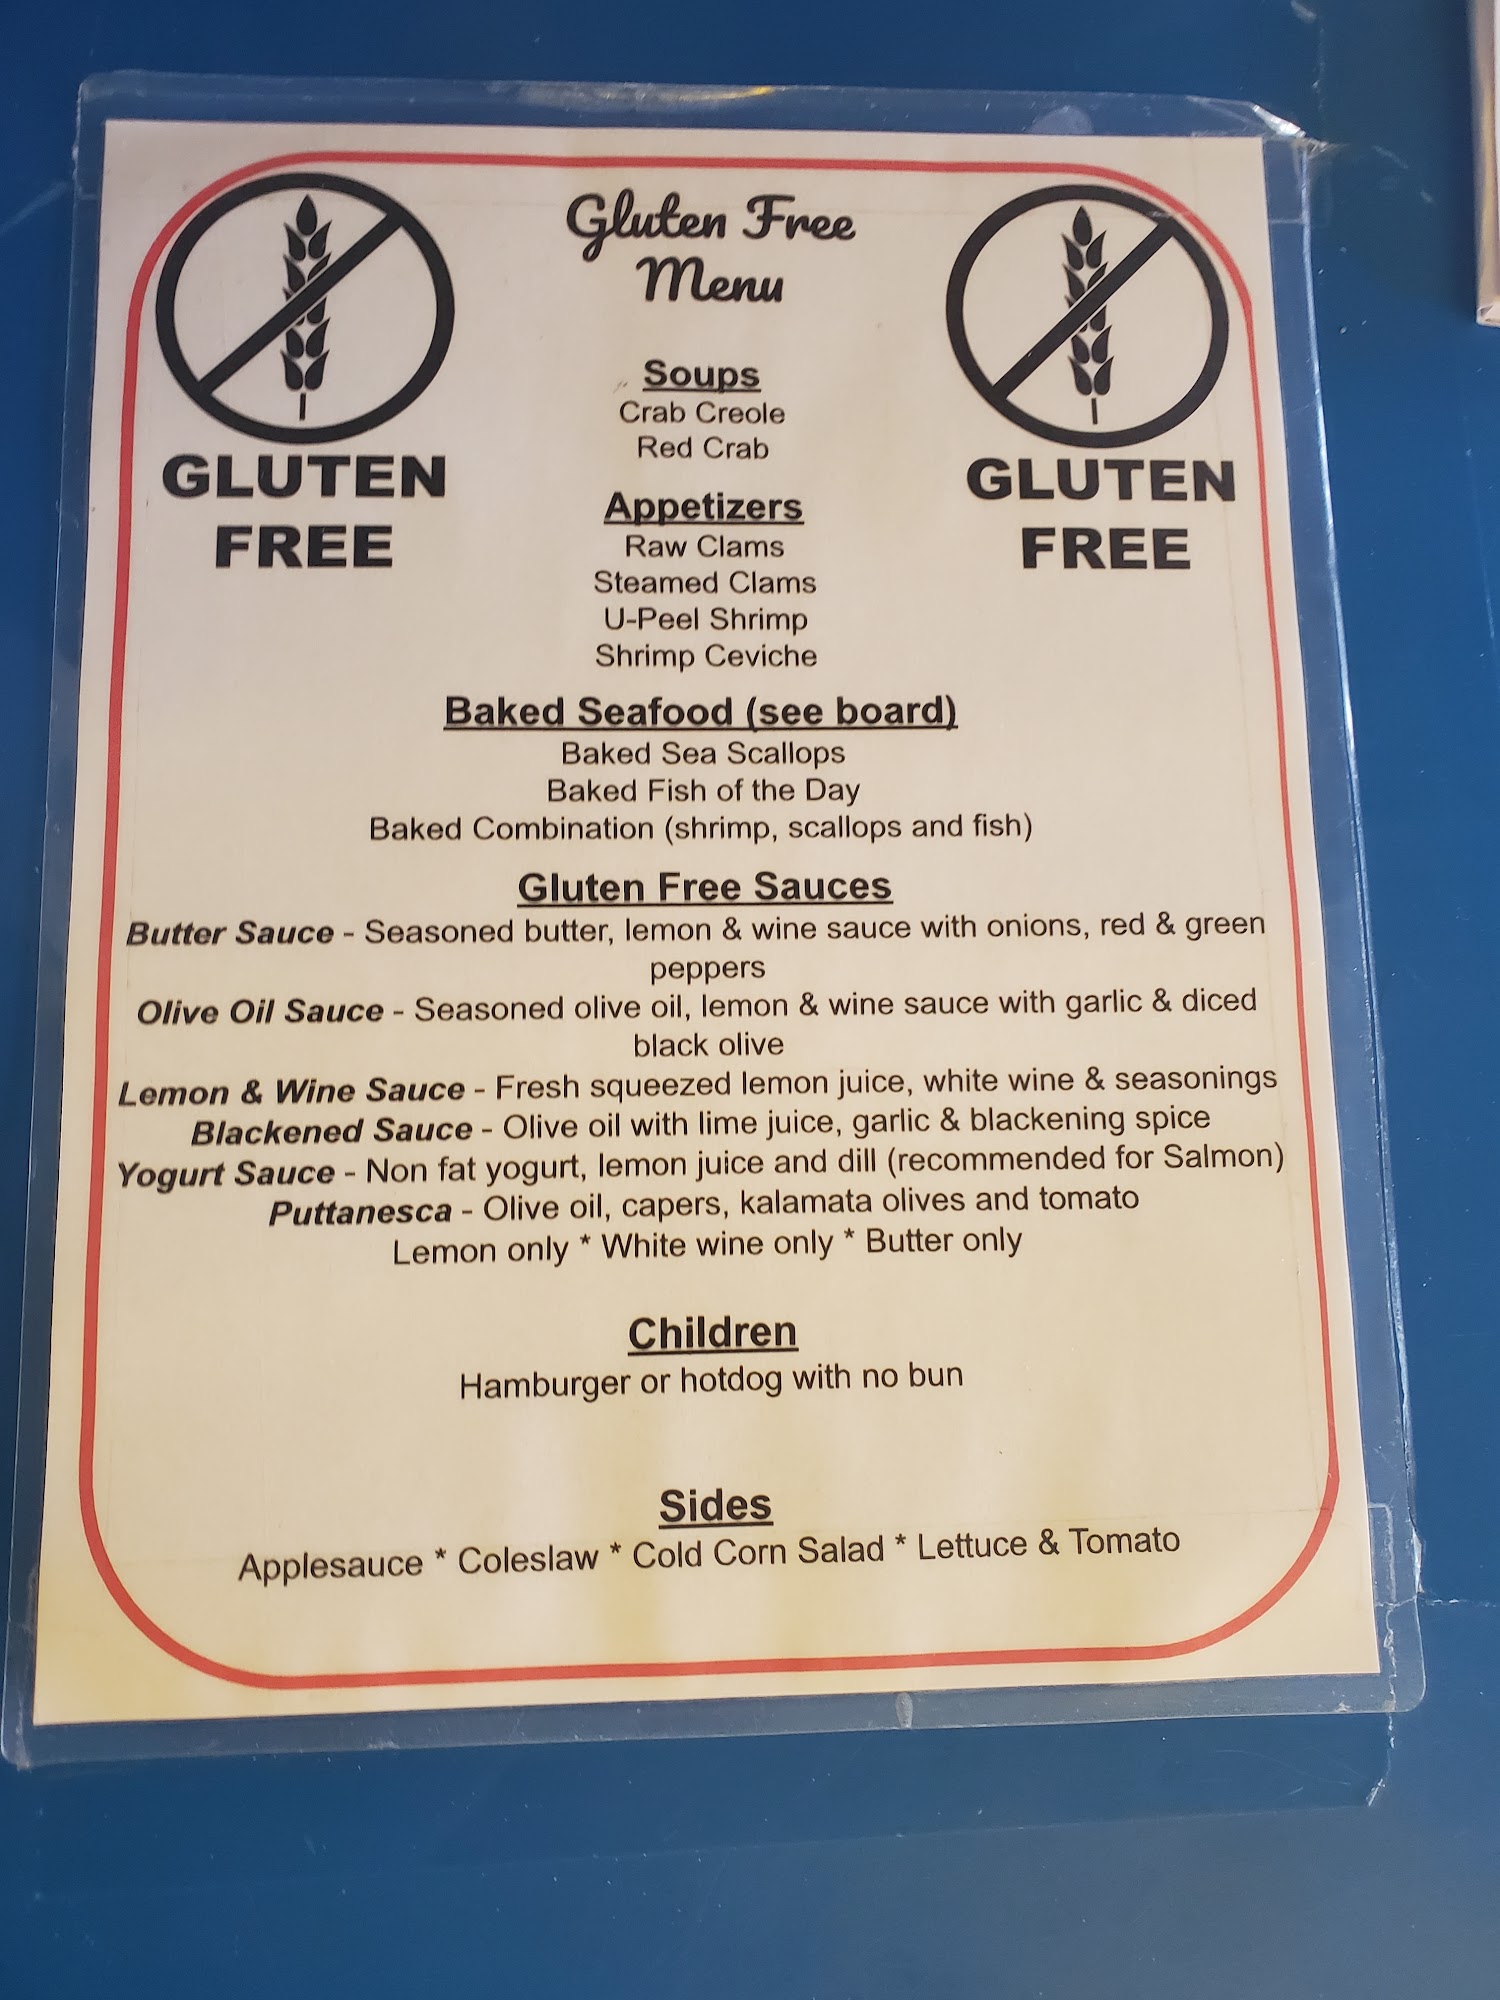 Gluten Free
Menu
GLUTEN
FREE
GLUTEN
FREE
Soups
Crab Creole
Red Crab
Appetizers
Raw Clams
Steamed Clams
U-Peel Shrimp
Shrimp Ceviche
Baked Seafood (see board)
Baked Sea Scallops
Baked Fish of the Day
Baked Combination (shrimp, scallops and fish)
Gluten Free Sauces
Butter Sauce - Seasoned butter, lemon & wine sauce with onions, red & green
peppers
Olive Oil Sauce - Seasoned olive oil, lemon & wine sauce with garlic & diced
black olive
Lemon & Wine Sauce - Fresh squeezed lemon juice, white wine & seasonings
Blackened Sauce - Olive oil with lime juice, garlic & blackening spice
Yogurt Sauce - Non fat yogurt, lemon juice and dill (recommended for Salmon)
Puttanesca - Olive oil, capers, kalamata olives and tomato
Lemon only * White wine only * Butter only
Children
Hamburger or hotdog with no bun
Sides
Applesauce * Coleslaw * Cold Corn Salad * Lettuce & Tomato